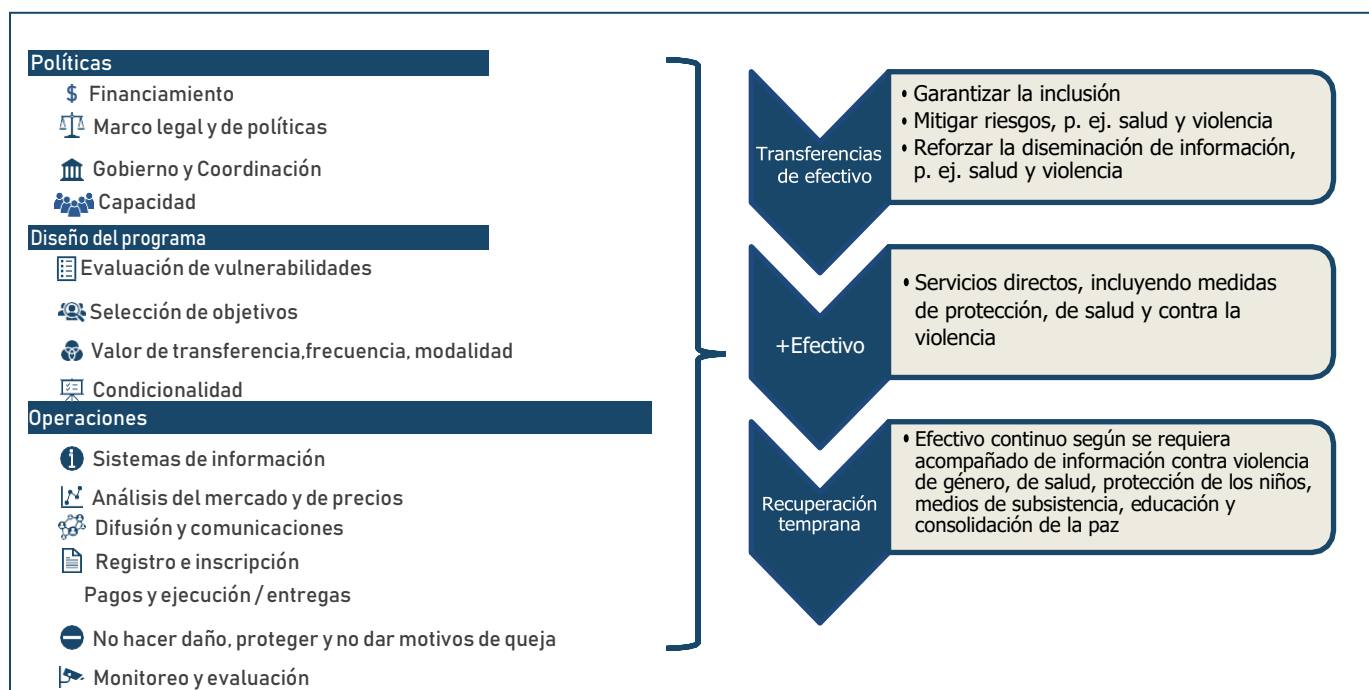 Políticas
$ Financiamiento
Marco legal y de políticas
Gobierno y Coordinación
Capacidad
Diseño del programa
Evaluación de vulnerabilidades
Selección de objetivos
Valor de transferencia,frecuencia, modalidad
Condicionalidad
Operaciones
Sistemas de información
Análisis del mercado y de precios
Difusión y comunicaciones
Registro e inscripción
Pagos y ejecución / entregas
No hacer daño, proteger y no dar motivos de queja
Monitoreo y evaluación
Transferencias
de efectivo
• Garantizar la inclusión
• Mitigar riesgos, p. ej. salud y violencia
• Reforzar la diseminación de información,
p. ej. salud y violencia
+Efectivo
• Servicios directos, incluyendo medidas
de protección, de salud y contra la
violencia
Recuperación
temprana
• Efectivo continuo según se requiera
acompañado de información contra violencia
de género, de salud, protección de los niños,
medios de subsistencia, educación y
consolidación de la paz